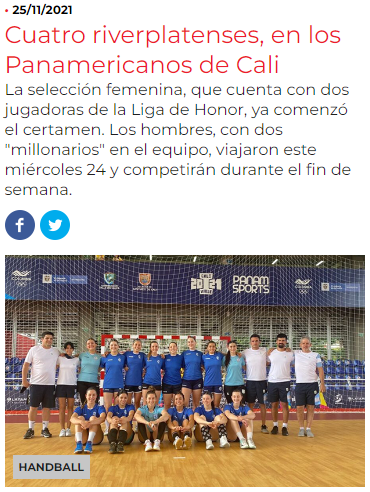 • 25/11/2021
Cuatro riverplatenses, en los
Panamericanos de Cali
La selección femenina, que cuenta con dos
jugadoras de la Liga de Honor, ya comenzó
el certamen. Los hombres, con dos
"millonarios" en el equipo, viajaron este
miércoles 24 y competirán durante el fin de
semana.
PANAM
SPORTS
HANDBALL